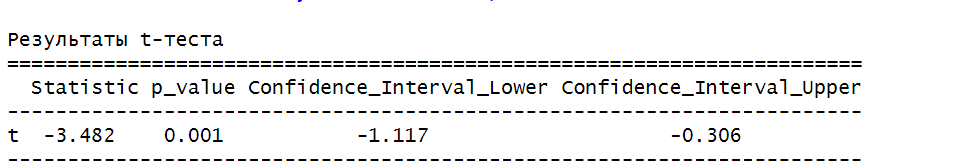 Результаты t-теста
======================================================================
Statistic p_value Confidence_Interval_Lower Confidence_Interval_Upper
----------------------------------------------------------------------
t -3.482 0.001 -1.117 -0.306
----------------------------------------------------------------------